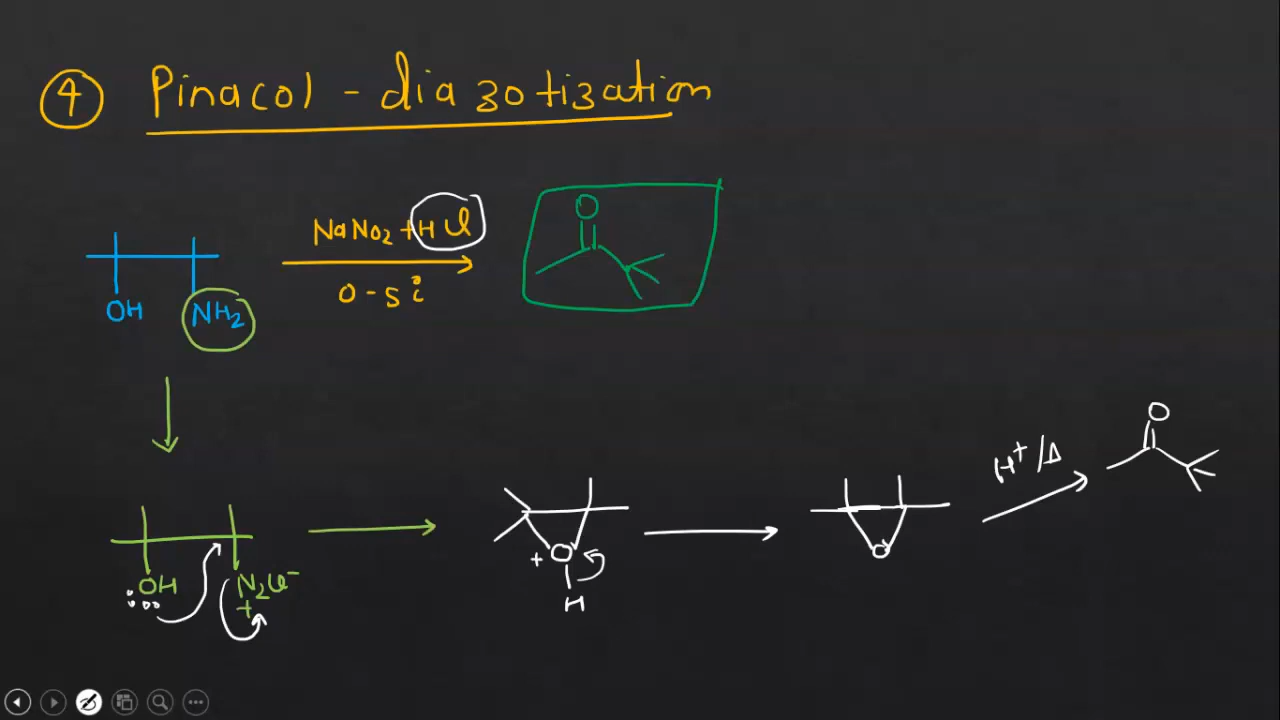 4 Pinacol - diazotization
NaNO2 + HCl
0 - 5 
O
OH
NH2
OH
N2Cl-
+
+
O
H
O
H+/Δ
O